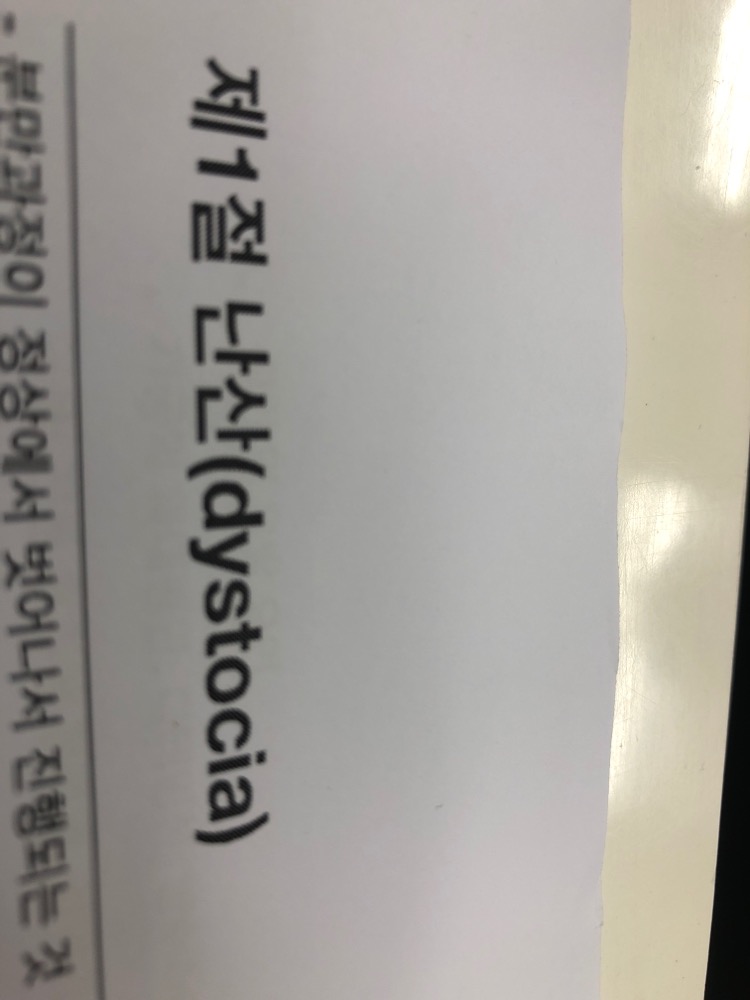 제1절 난산(dystocia)
- 분만과정이 정상에서 벗어나서 진행되는 것